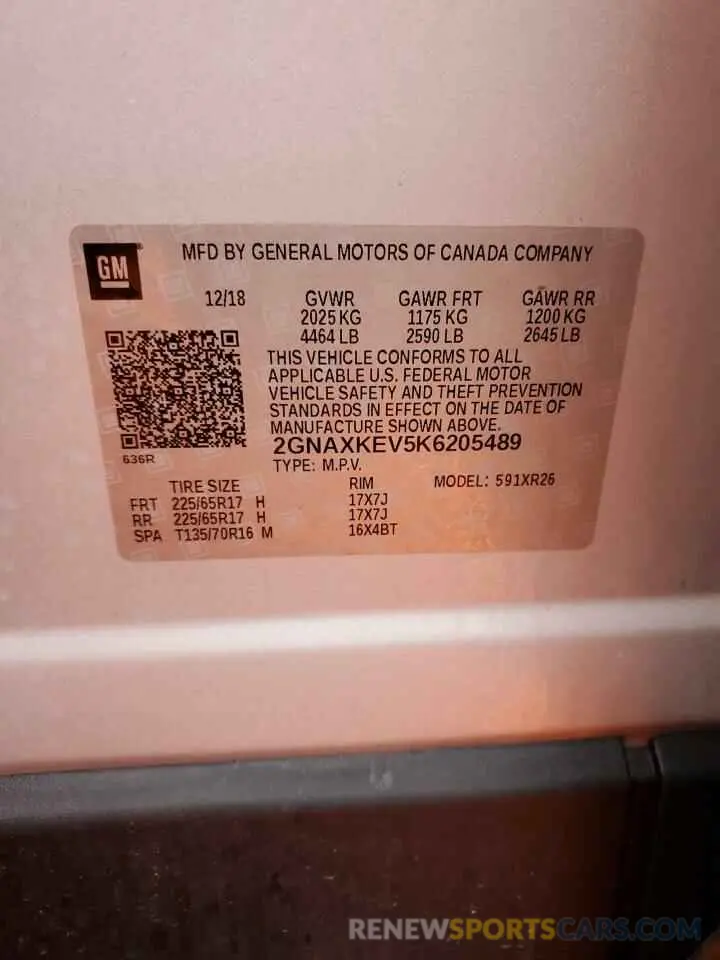 GM
MFD BY GENERAL MOTORS OF CANADA COMPANY
12/18 GVWR GAWR FRT GAWR RR
2025 KG 1175 KG 1200 KG
4464 LB 2590 LB 2645 LB
THIS VEHICLE CONFORMS TO ALL
APPLICABLE U.S. FEDERAL MOTOR
VEHICLE SAFETY AND THEFT PREVENTION
STANDARDS IN EFFECT ON THE DATE OF
MANUFACTURE SHOWN ABOVE.
2GNAXKEV5K6205489
636R
TYPE: M.P.V.
TIRE SIZE RIM MODEL: 591XR26
FRT 225/65R17 H 17X7J
RR 225/65R17 H 17X7J
SPA T135/70R16 M 16X4BT
RENEWSPORTSCARS.COM